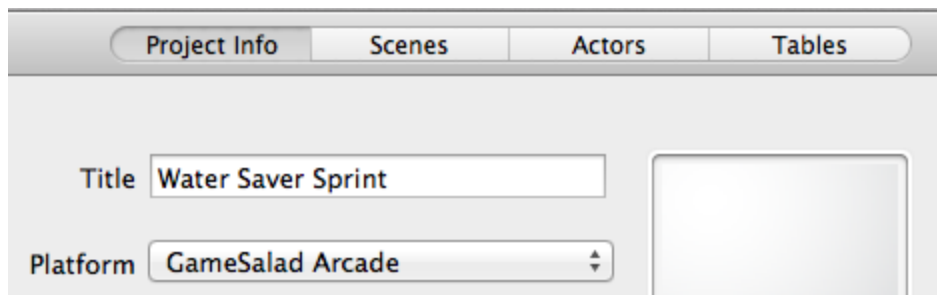 Project Info Scenes Actors Tables
Title Water Saver Sprint
Platform GameSalad Arcade